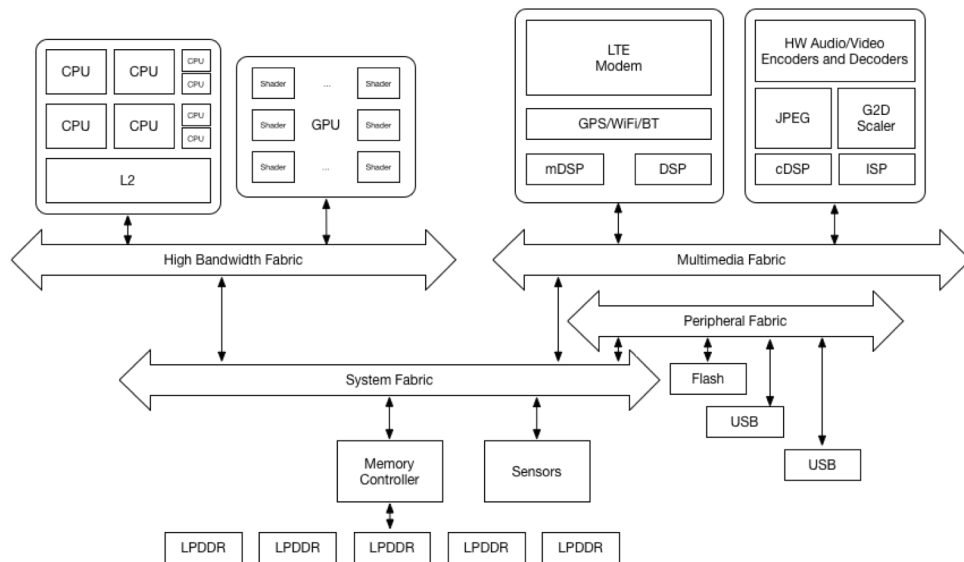 CPU
CPU
CPU
CPU
CPU
CPU
CPU
CPU
L2
Shader
...
Shader
Shader
GPU
Shader
Shader
...
Shader
LTE
Modem
GPS/WiFi/BT
mDSP
DSP
HW Audio/Video
Encoders and Decoders
JPEG
G2D
Scaler
cDSP
ISP
High Bandwidth Fabric
Multimedia Fabric
Peripheral Fabric
System Fabric
Flash
USB
USB
Memory
Controller
Sensors
LPDDR
LPDDR
LPDDR
LPDDR
LPDDR